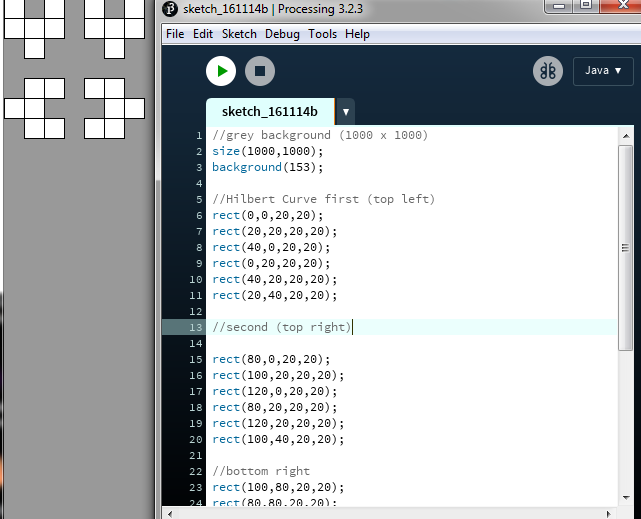 sketch_161114b | Processing 3.2.3
File Edit Sketch Debug Tools Help
Java ▼
sketch_161114b ▼
1 //grey background (1000 x 1000)
2 size(1000,1000);
3 background(153);
4
5 //Hilbert Curve first (top left)
6 rect(0,0,20,20);
7 rect(20,20,20,20);
8 rect(40,0,20,20);
9 rect(0,20,20,20);
10 rect(40,20,20,20);
11 rect(20,40,20,20);
12
13 //second (top right)
14
15 rect(80,0,20,20);
16 rect(100,20,20,20);
17 rect(120,0,20,20);
18 rect(80,20,20,20);
19 rect(120,20,20,20);
20 rect(100,40,20,20);
21
22 //bottom right
23 rect(100,80,20,20);
24 rect(80,80,20,20);